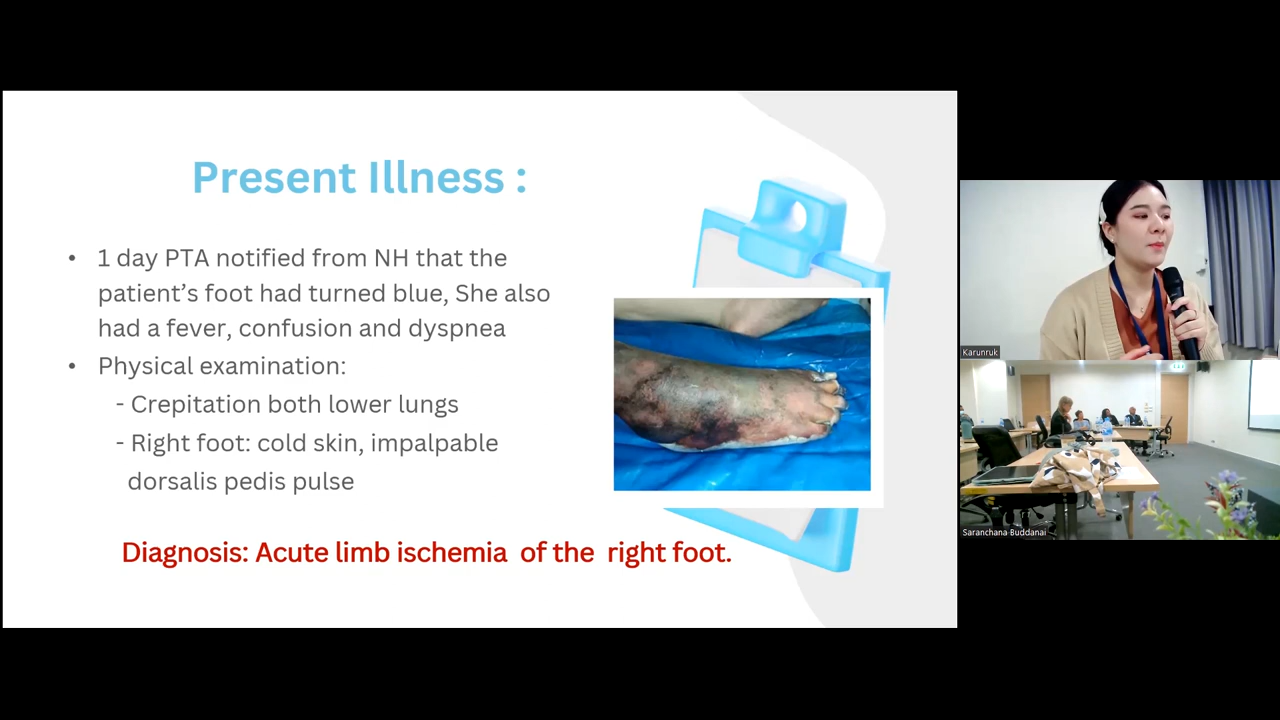 Present Illness :
• 1 day PTA notified from NH that the
patient’s foot had turned blue, She also
had a fever, confusion and dyspnea
• Physical examination:
- Crepitation both lower lungs
- Right foot: cold skin, impalpable
dorsalis pedis pulse
Diagnosis: Acute limb ischemia of the right foot.
Karunruk
Saranchana Buddanai